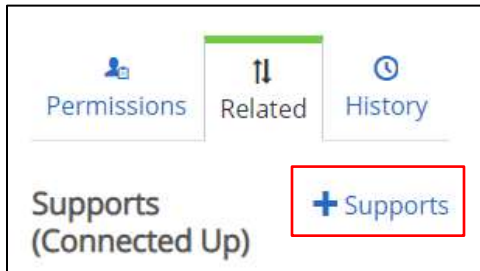 Permissions Related History
Supports + Supports
(Connected Up)